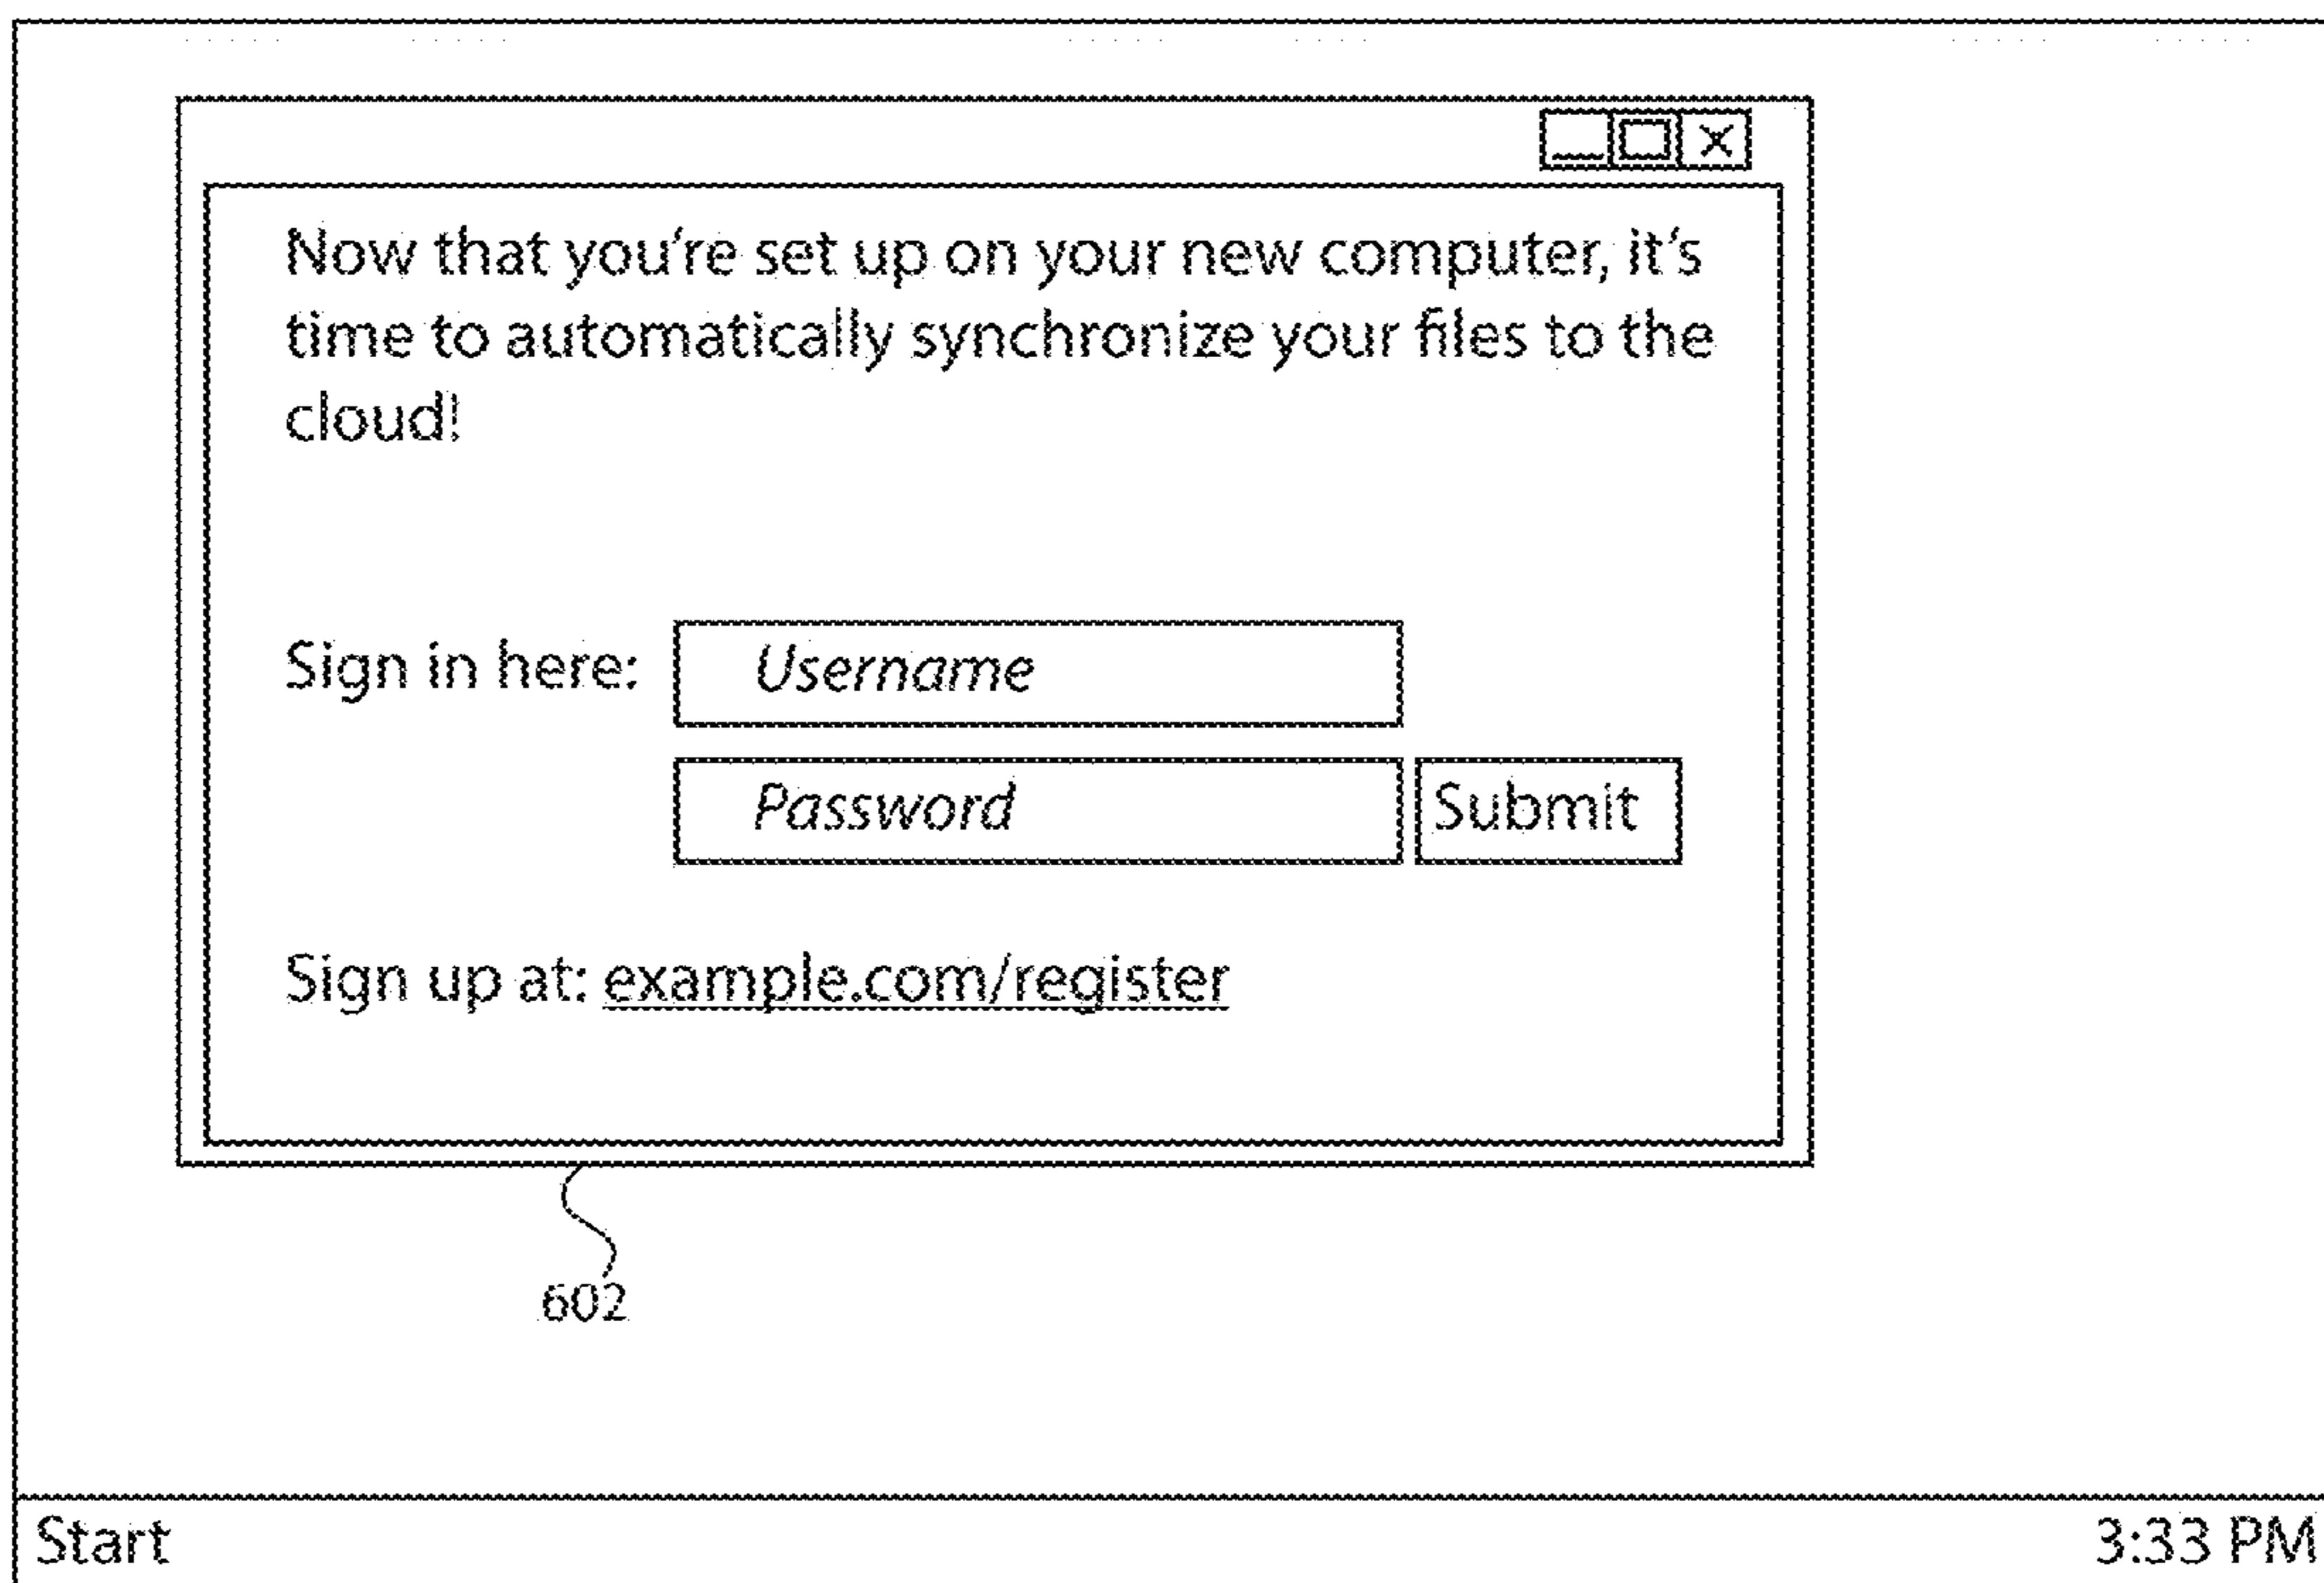 Now that you're set up on your new computer, it's
time to automatically synchronize your files to the
cloud!
Sign in here: Username
Password Submit
Sign up at: example.com/register
602
Start 3:33 PM